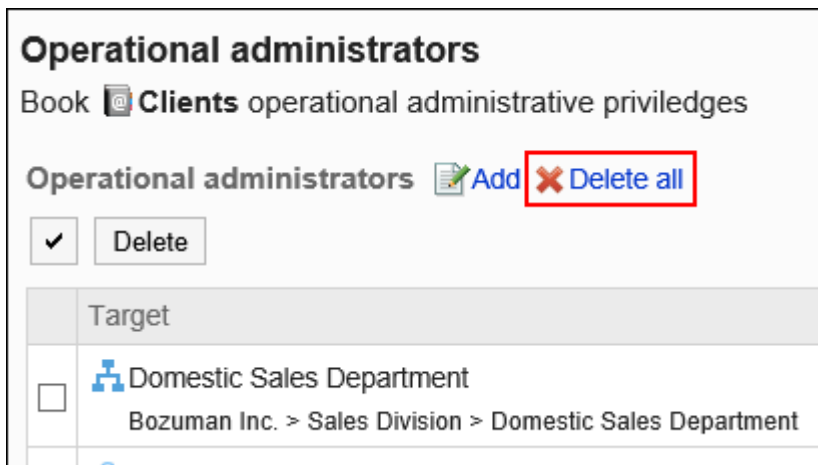 Operational administrators
Book Clients operational administrative priviledges
Operational administrators Add Delete all
Delete
Target
Domestic Sales Department
Bozuman Inc. > Sales Division > Domestic Sales Department